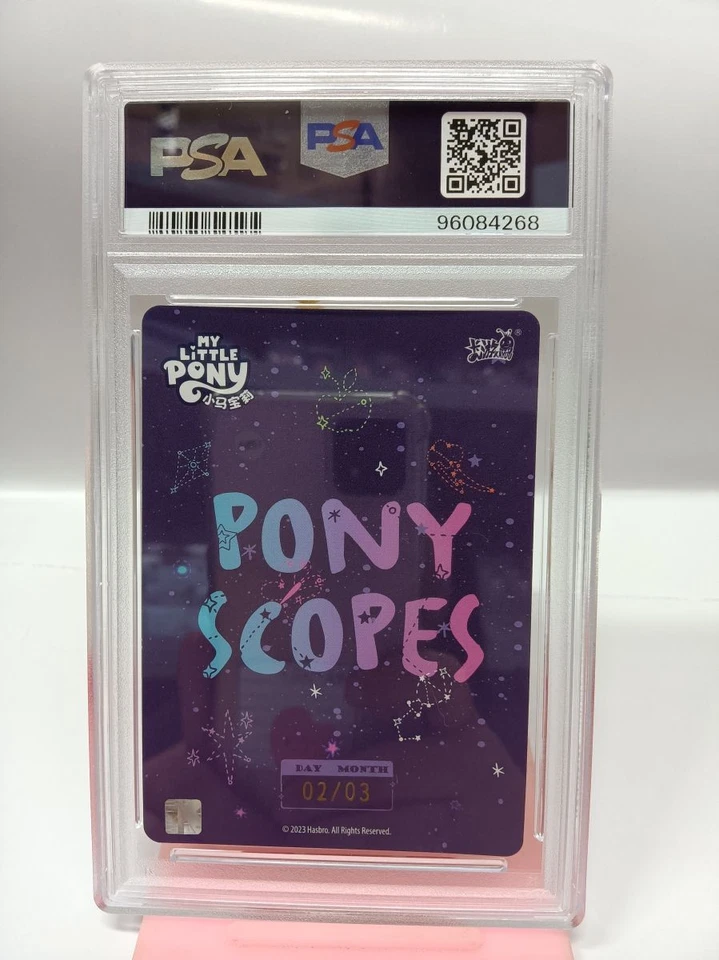 PSA
PSA
96084268
MY
LITTLE
PONY
小马宝莉
®
PONY
SCOPES
DAY MONTH
02/03
© 2023 Hasbro. All Rights Reserved.